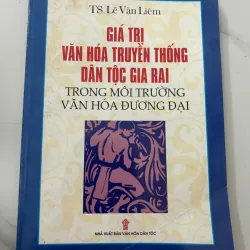 TS. Lê Văn Liêm
GIÁ TRỊ
VĂN HÓA TRUYỀN THỐNG
DÂN TỘC GIA RAI
TRONG MÔI TRƯỜNG
VĂN HÓA ĐƯƠNG ĐẠI
NHÀ XUẤT BẢN VĂN HÓA DÂN TỘC